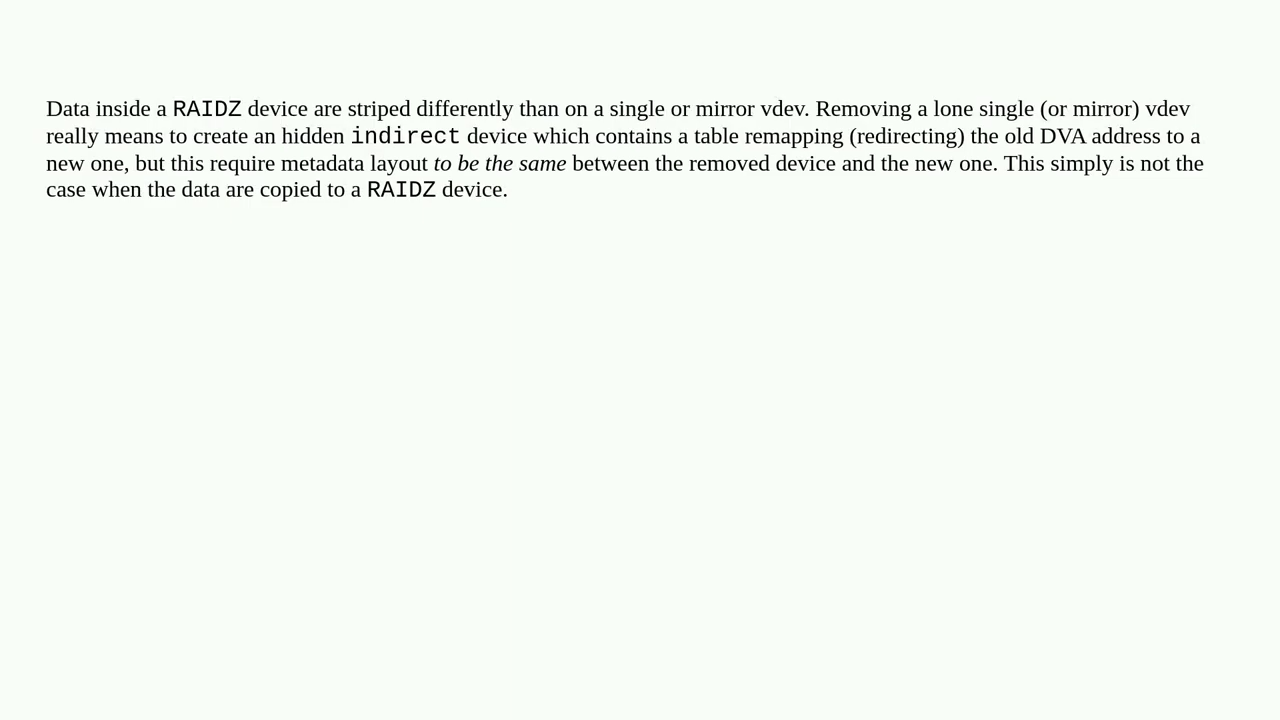 Data inside a RAIDZ device are striped differently than on a single or mirror vdev. Removing a lone single (or mirror) vdev
really means to create an hidden indirect device which contains a table remapping (redirecting) the old DVA address to a
new one, but this require metadata layout to be the same between the removed device and the new one. This simply is not the
case when the data are copied to a RAIDZ device.